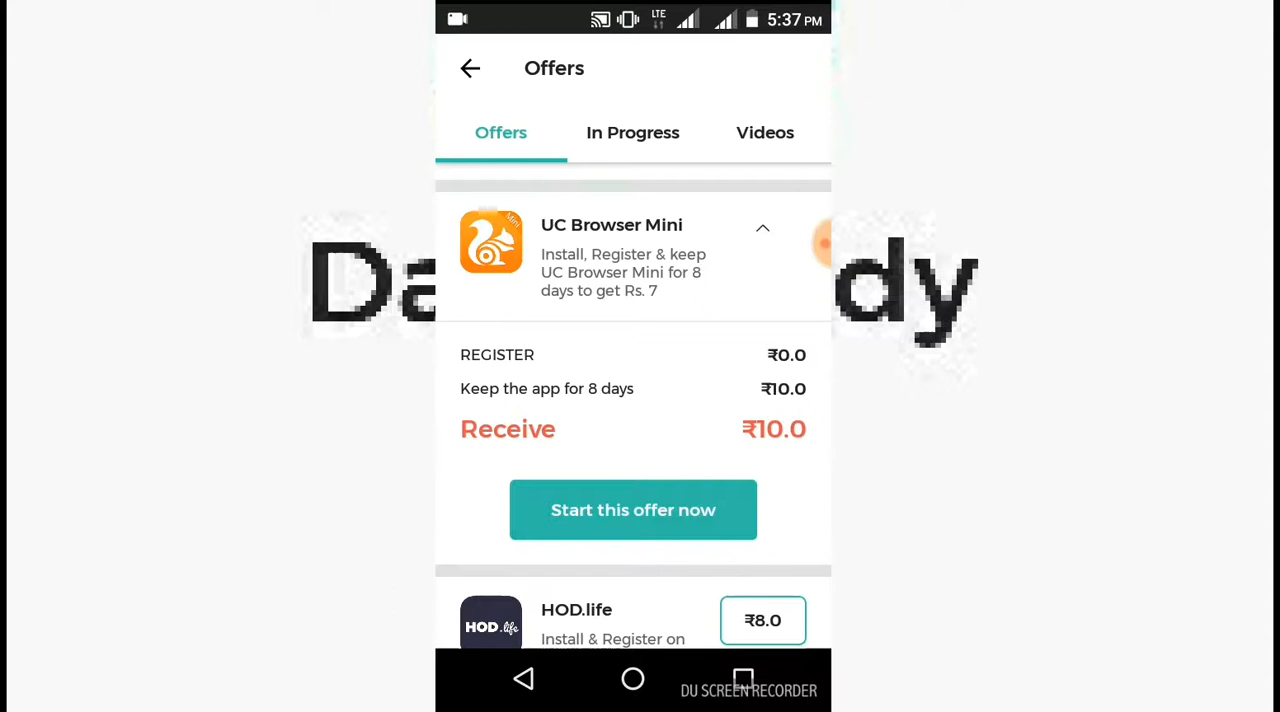 LTE
5:37 PM
Offers
Offers In Progress Videos
Mini
UC Browser Mini
Install, Register & keep
UC Browser Mini for 8
days to get Rs. 7
REGISTER ₹0.0
Keep the app for 8 days ₹10.0
Receive ₹10.0
Start this offer now
Da dy
HOD.life
HOD.life
₹8.0
Install & Register on
DU SCREEN RECORDER